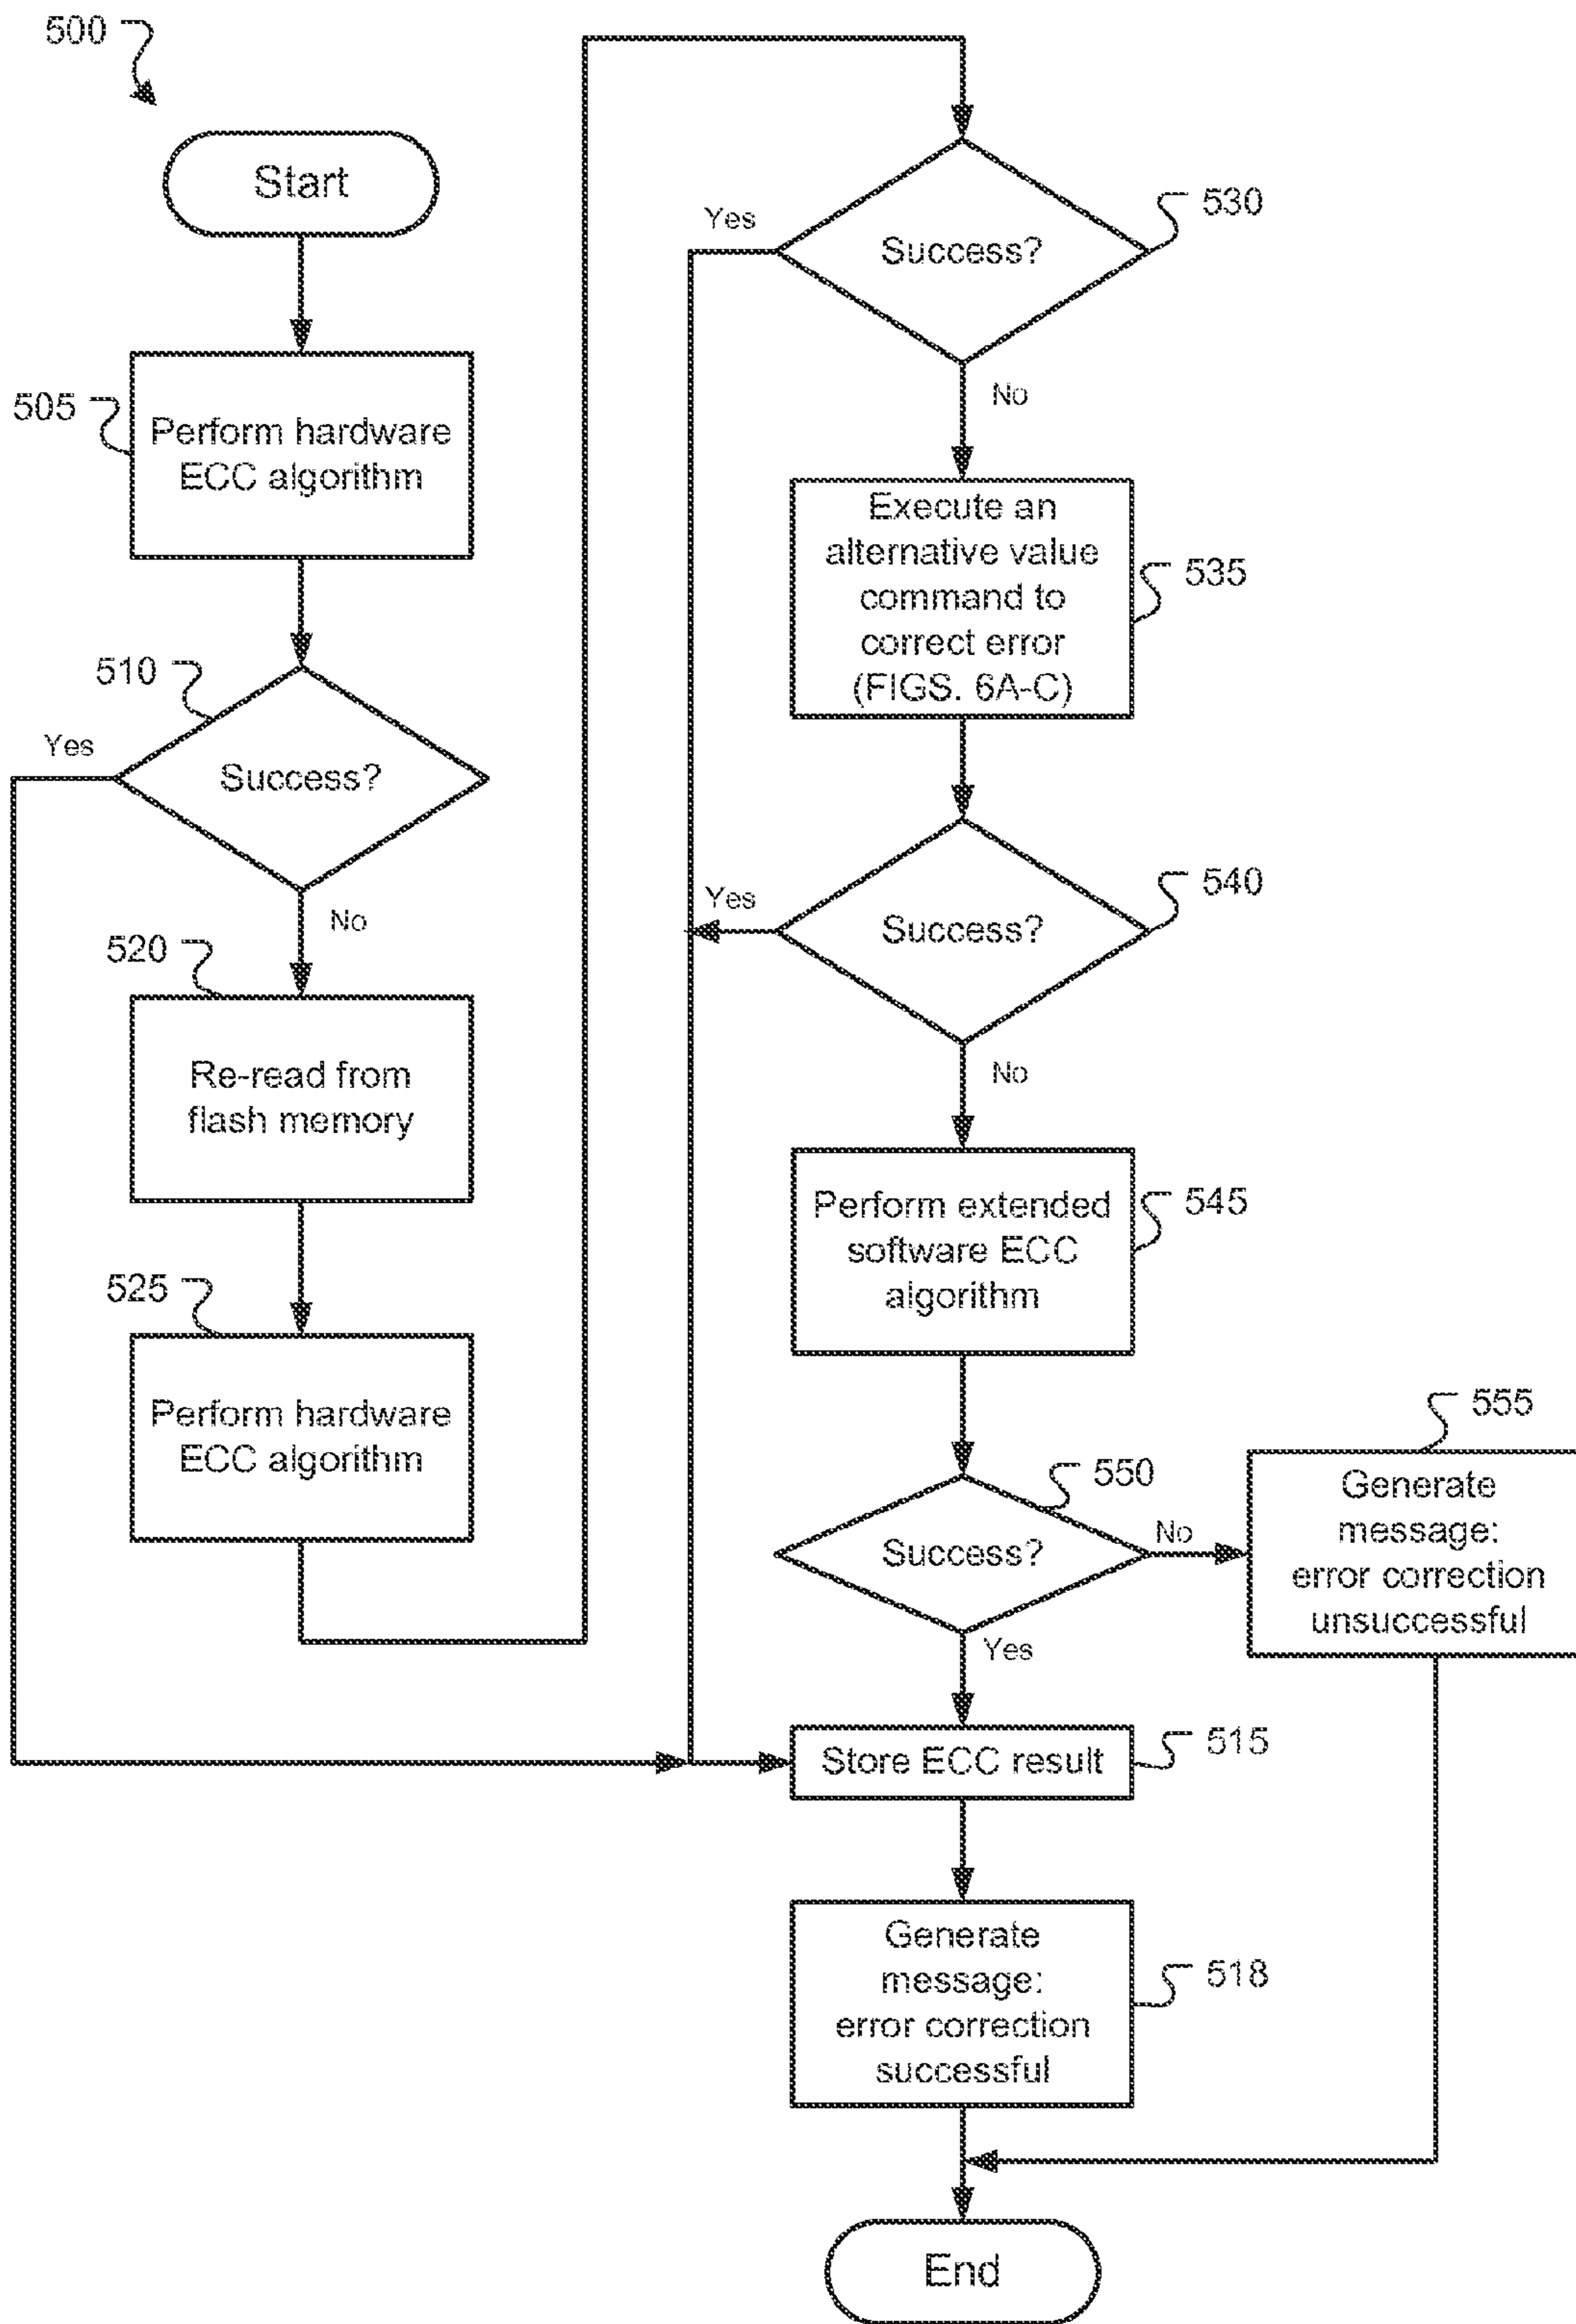 500
Start
505
Perform hardware
ECC algorithm
510
Yes
Success?
No
520
Re-read from
flash memory
525
Perform hardware
ECC algorithm
530
Yes
Success?
No
Execute an
alternative value
command to
correct error
(FIGS. 6A-C)
535
540
Yes
Success?
No
Perform extended
software ECC
algorithm
545
550
Success?
No
Yes
555
Generate
message:
error correction
unsuccessful
Store ECC result
515
Generate
message:
error correction
successful
518
End